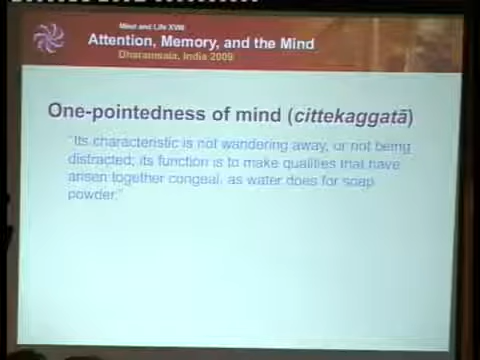 Mind and Life XVIII
Attention, Memory, and the Mind
Dharamsala, India 2009
One-pointedness of mind (cittekaggatā)
"Its characteristic is not wandering away, or not being
distracted; its function is to make qualities that have
arisen together congeal, as water does for soap
powder."